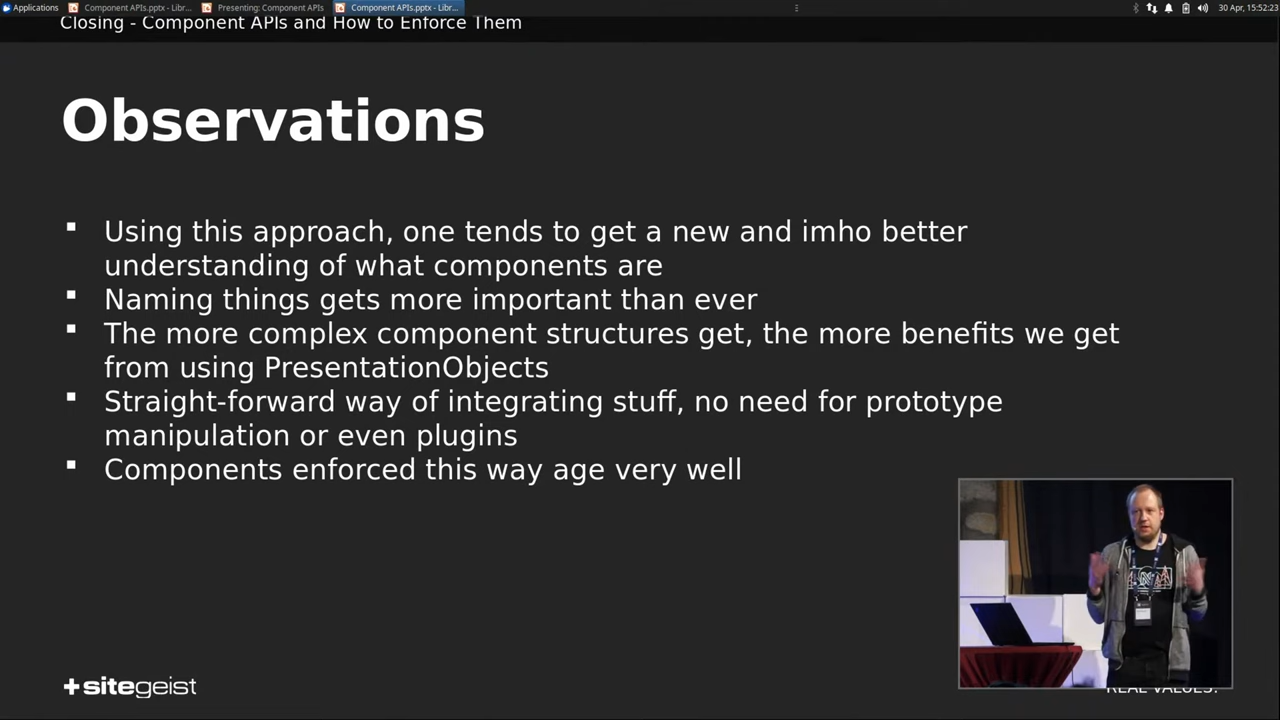 Applications
Component APIs.pptx - Libr...
Presenting: Component APIs
Component APIs.pptx - Libr...
30 Apr, 15:52:23
Closing - Component APIs and How to Enforce Them
Observations
Using this approach, one tends to get a new and imho better
understanding of what components are
Naming things gets more important than ever
The more complex component structures get, the more benefits we get
from using PresentationObjects
Straight-forward way of integrating stuff, no need for prototype
manipulation or even plugins
Components enforced this way age very well
sitegeist
REAL VALUES.